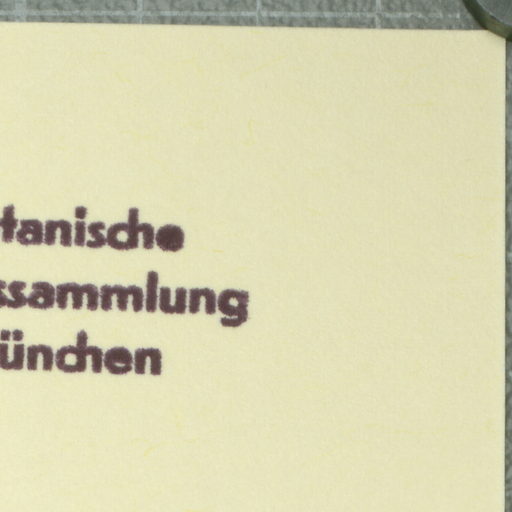 tanische
ssammlung
ünchen